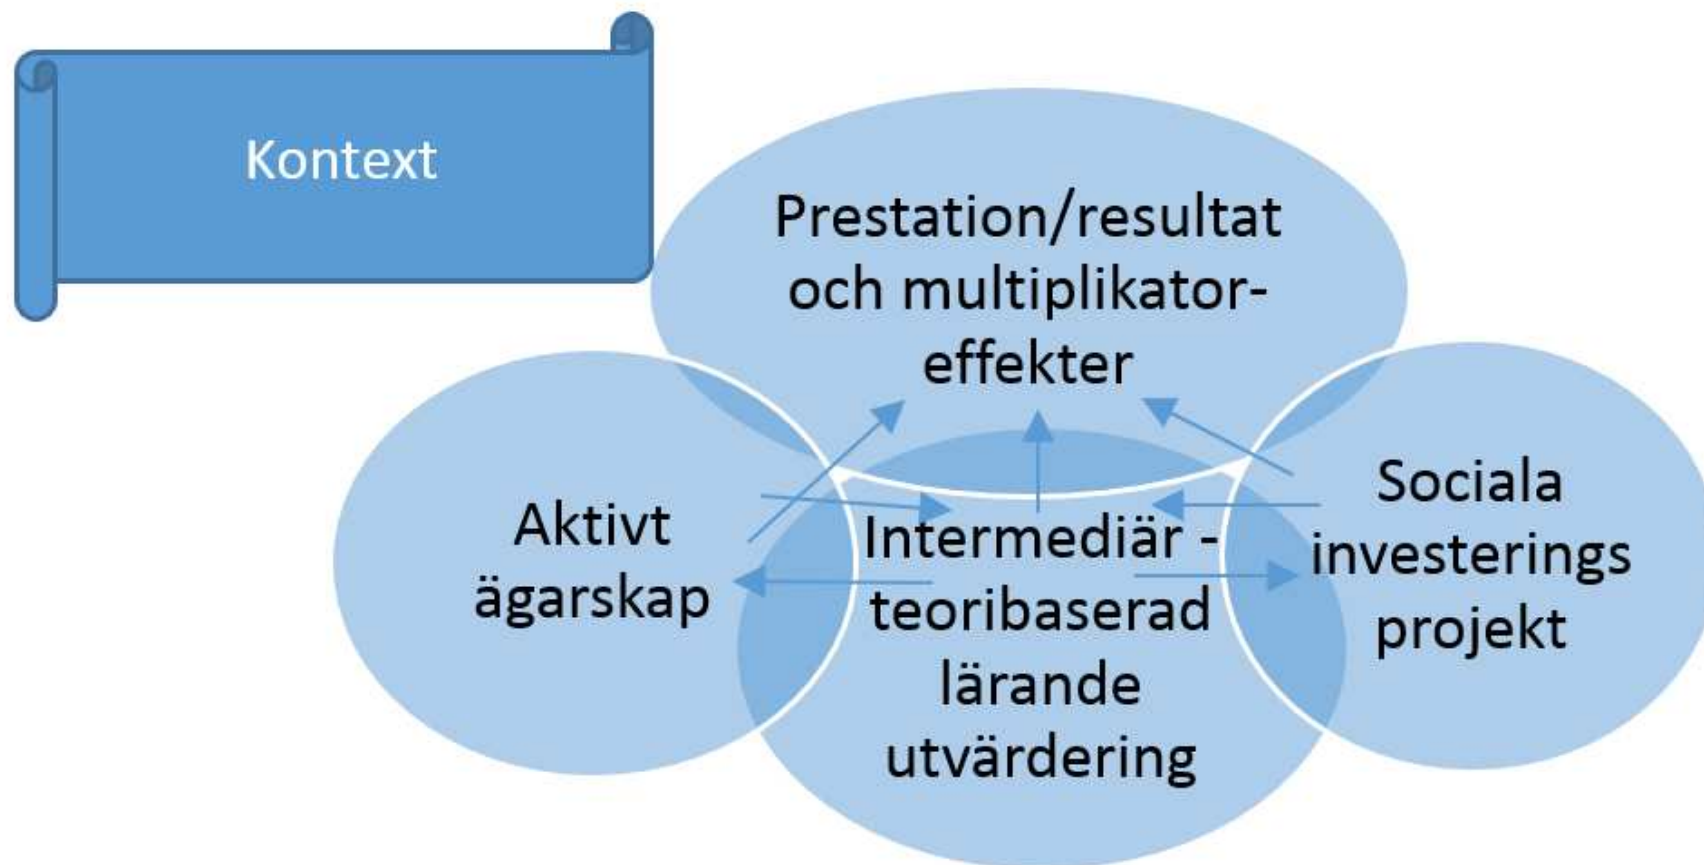 Kontext
Prestation/resultat
och multiplikator-
effekter
Aktivt
ägarskap
Intermediär -
teoribaserad
lärande
utvärdering
Sociala
investerings
projekt